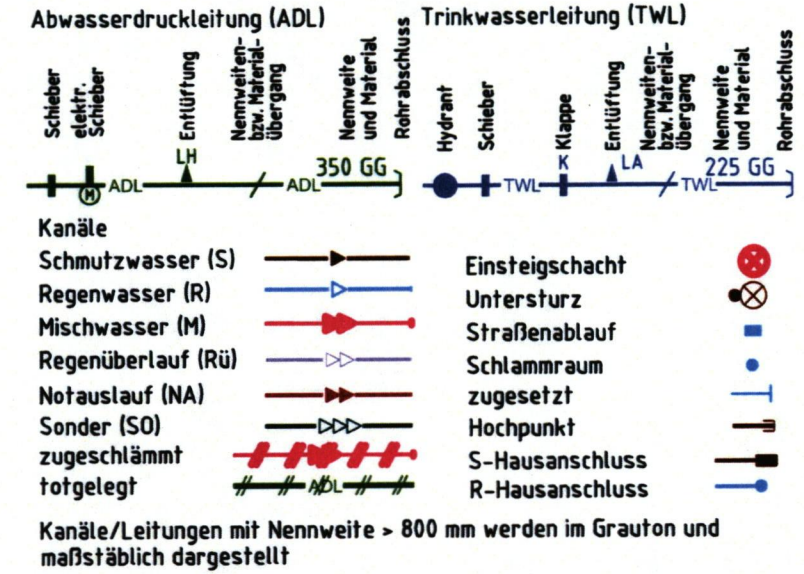 Abwasserdruckleitung (ADL)
Schieber
elektr.
Schieber
Entlüftung
Nennweiten-
bzw. Material-
übergang
Nennweite
und Material
Rohrabschluss
LH
M
ADL
ADL
350 GG
Trinkwasserleitung (TWL)
Hydrant
Schieber
Klappe
Entlüftung
Nennweiten-
bzw. Material-
übergang
Nennweite
und Material
Rohrabschluss
TWL
K
LA
TWL
225 GG
Kanäle
Schmutzwasser (S)
Regenwasser (R)
Mischwasser (M)
Regenüberlauf (Rü)
Notauslauf (NA)
Sonder (SO)
zugeschlämmt
totgelegt
ADL
Einsteigschacht
Untersturz
Straßenablauf
Schlammraum
zugesetzt
Hochpunkt
S-Hausanschluss
R-Hausanschluss
Kanäle/Leitungen mit Nennweite > 800 mm werden im Grauton und
maßstäblich dargestellt